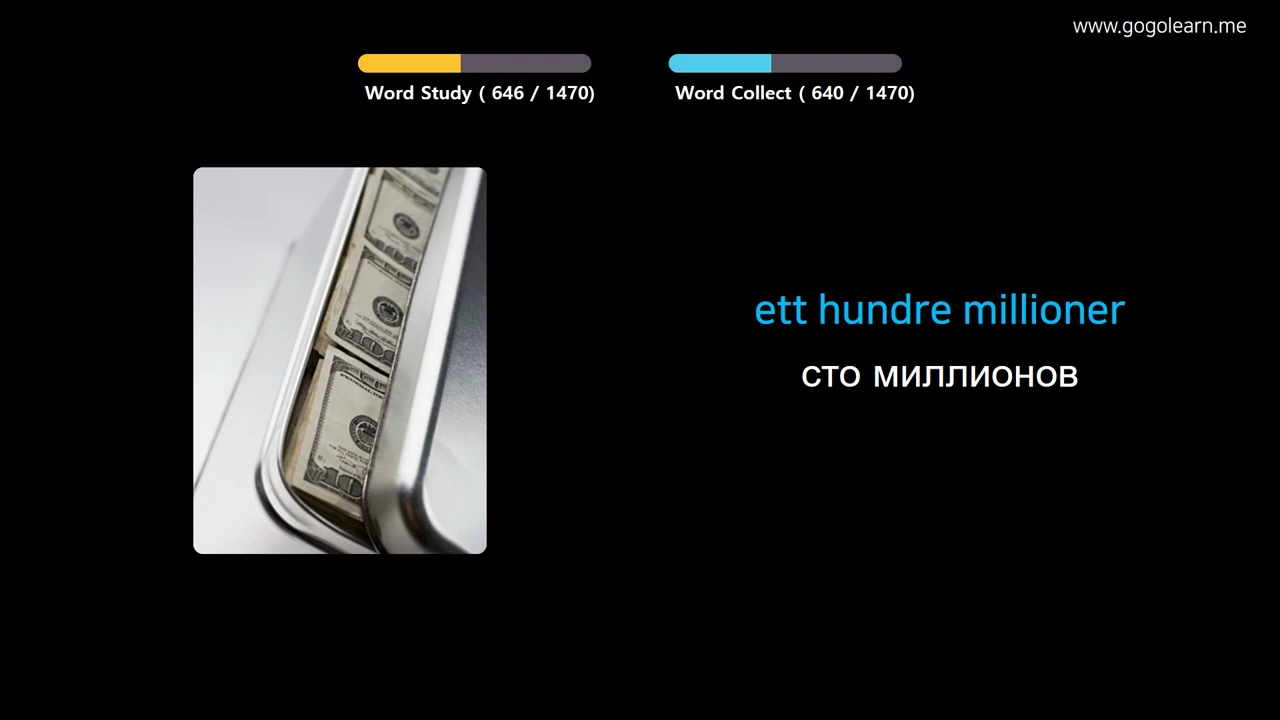 www.gogolearn.me
Word Study ( 646 / 1470)
Word Collect ( 640 / 1470)
ett hundre millioner
сто миллионов